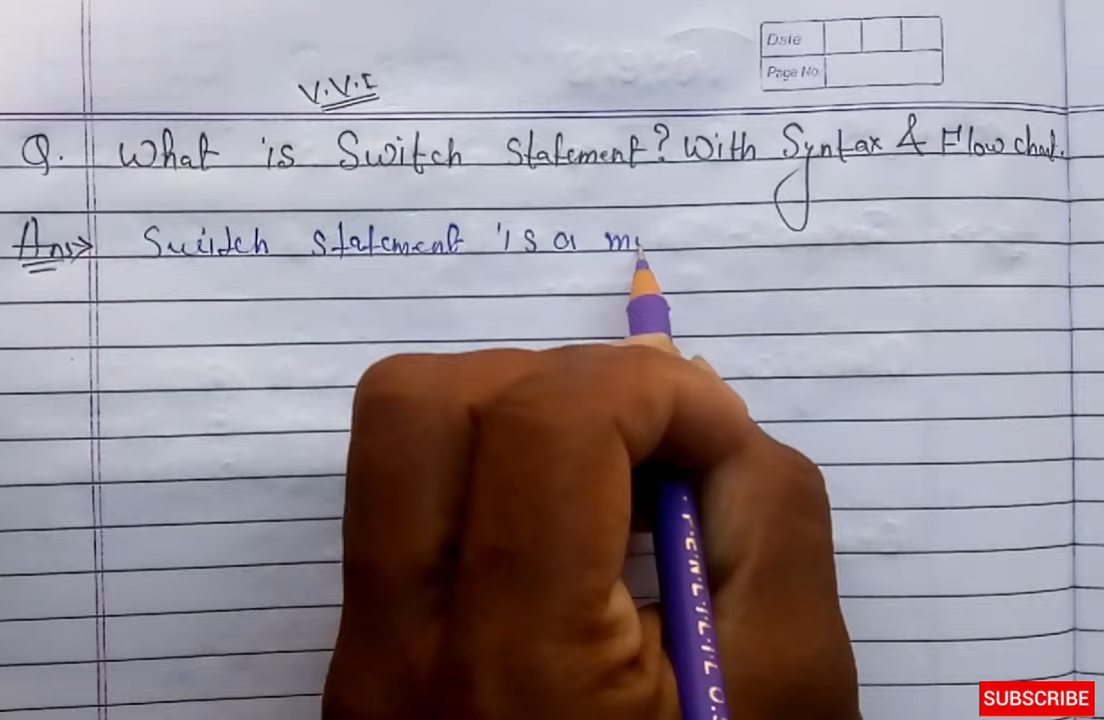 Date
Page No
V.V.I
Q. What is Switch Statement? With Syntax & Flow chart.
Ans> Switch statement is a m
SUBSCRIBE